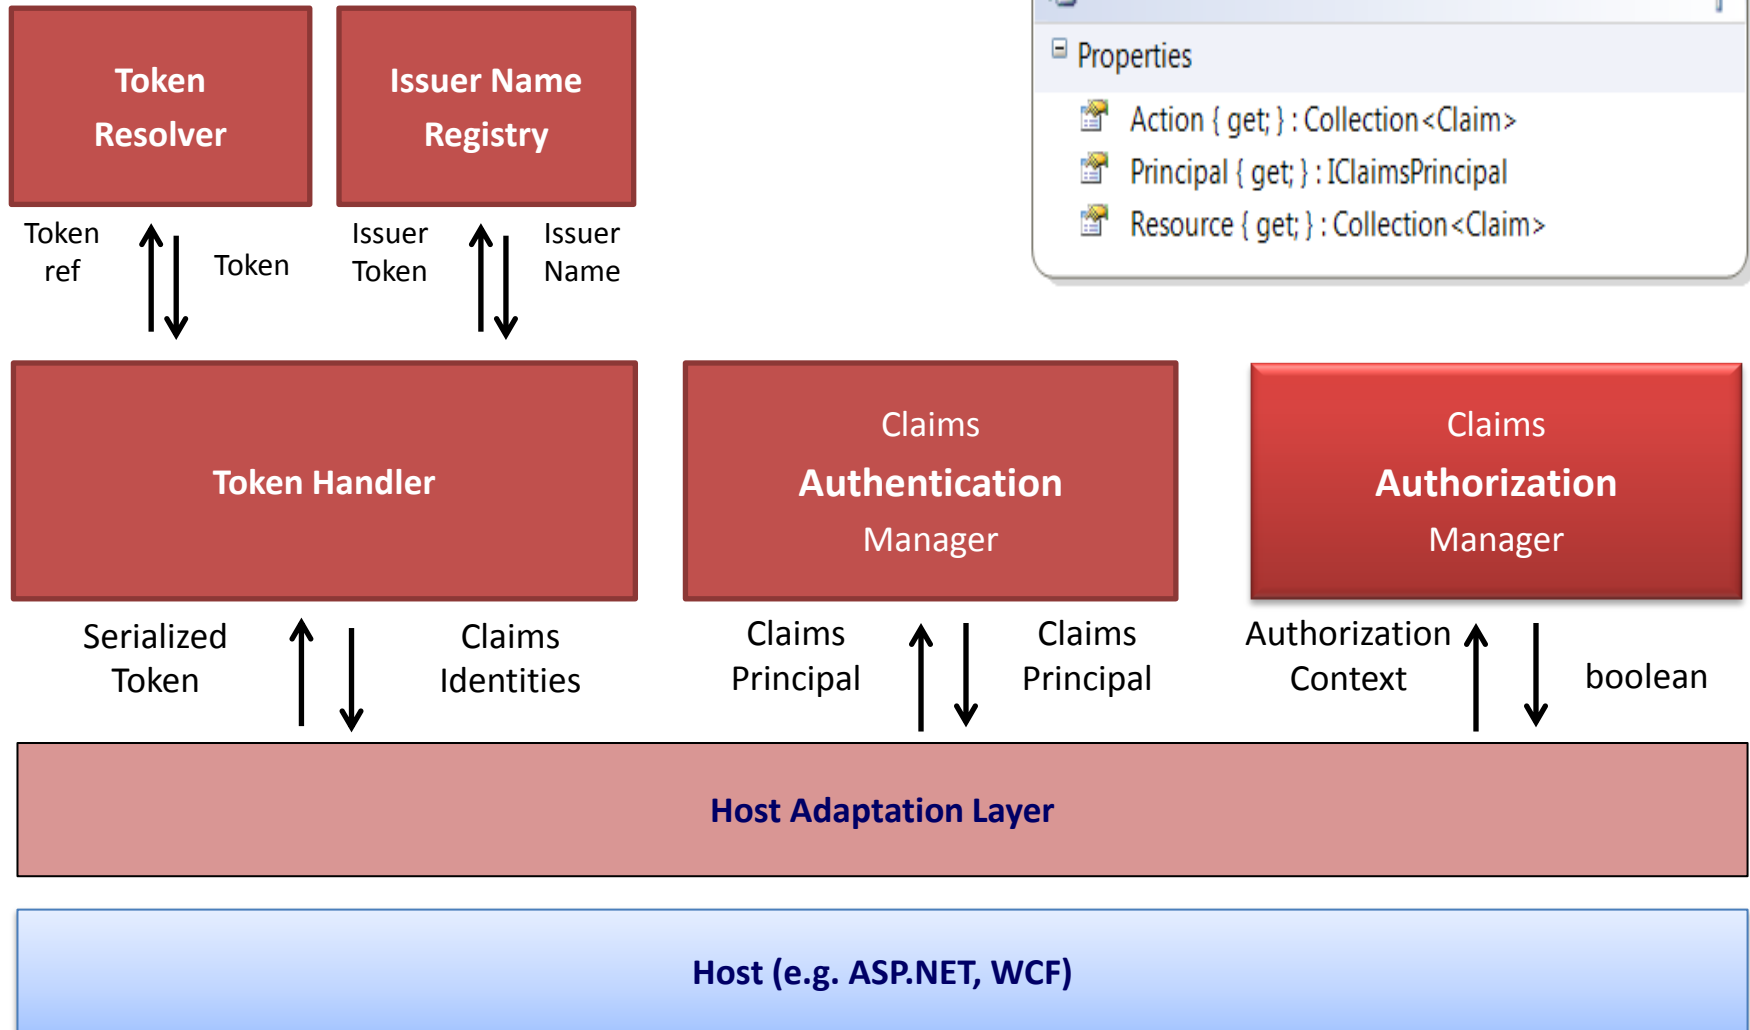 Token
Resolver
Issuer Name
Registry
Properties
Action { get; } : Collection<Claim>
Principal { get; } : IClaimsPrincipal
Resource { get; } : Collection<Claim>
Token
ref
Token
Issuer
Token
Issuer
Name
Token Handler
Claims
Authentication
Manager
Claims
Authorization
Manager
Serialized
Token
Claims
Identities
Claims
Principal
Claims
Principal
Authorization
Context
boolean
Host Adaptation Layer
Host (e.g. ASP.NET, WCF)